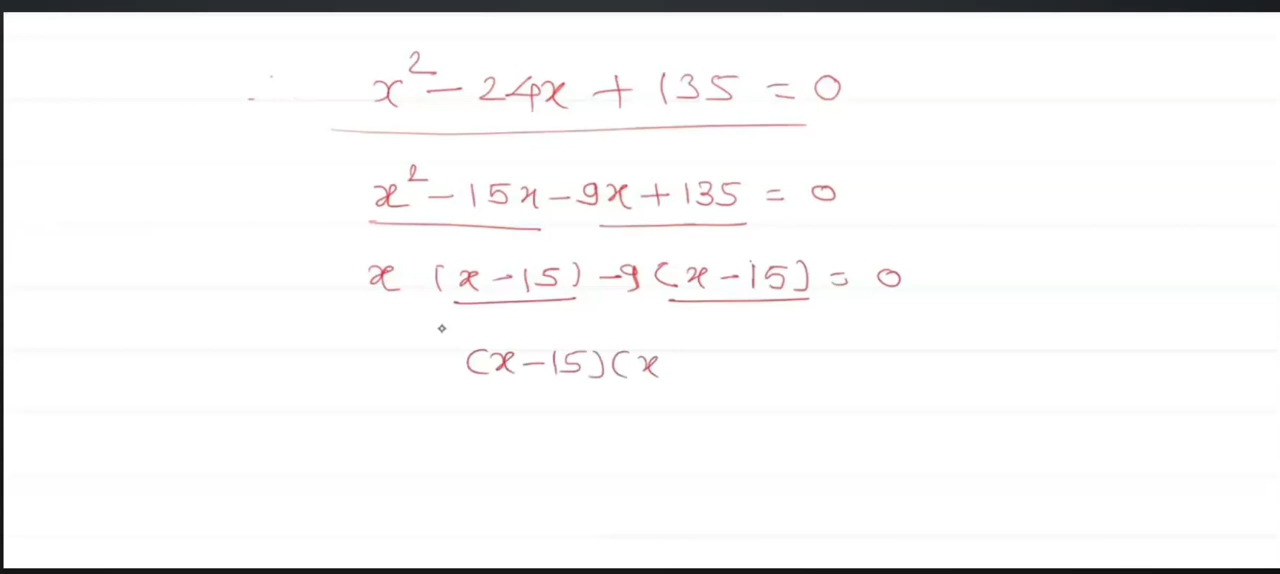 x² - 24x + 135 = 0
x² - 15x - 9x + 135 = 0
x (x - 15) - 9 (x - 15) = 0
(x - 15) (x